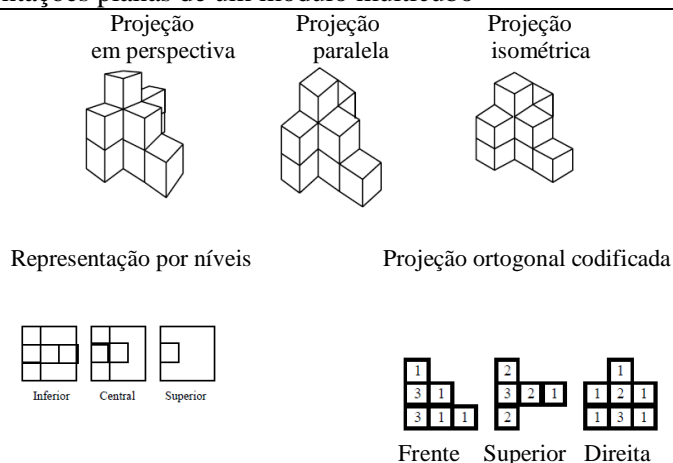 Projeção Projeção Projeção
em perspectiva paralela isométrica
Representação por níveis Projeção ortogonal codificada
Inferior Central Superior
1 2 1
3 1 3 2 1 1 2 1
3 1 1 2 1 3 1
Frente Superior Direita